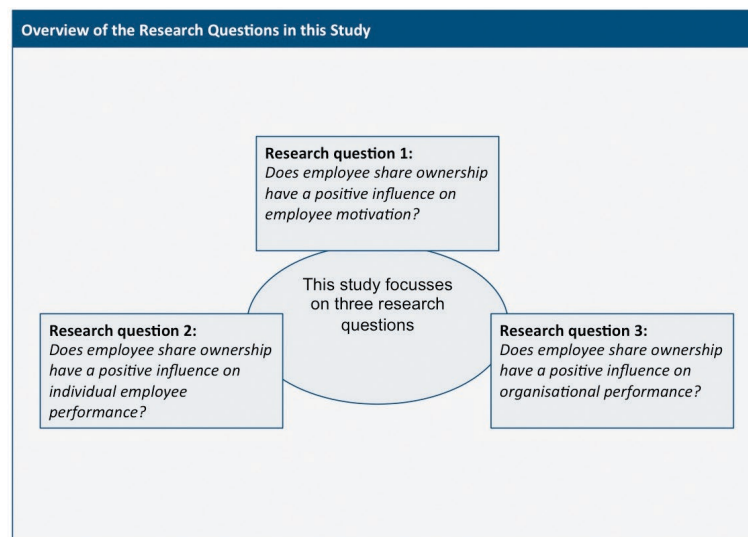 Overview of the Research Questions in this Study
Research question 1:
Does employee share ownership
have a positive influence on
employee motivation?
This study focusses
on three research
questions
Research question 2:
Does employee share ownership
have a positive influence on
individual employee
performance?
Research question 3:
Does employee share ownership
have a positive influence on
organisational performance?